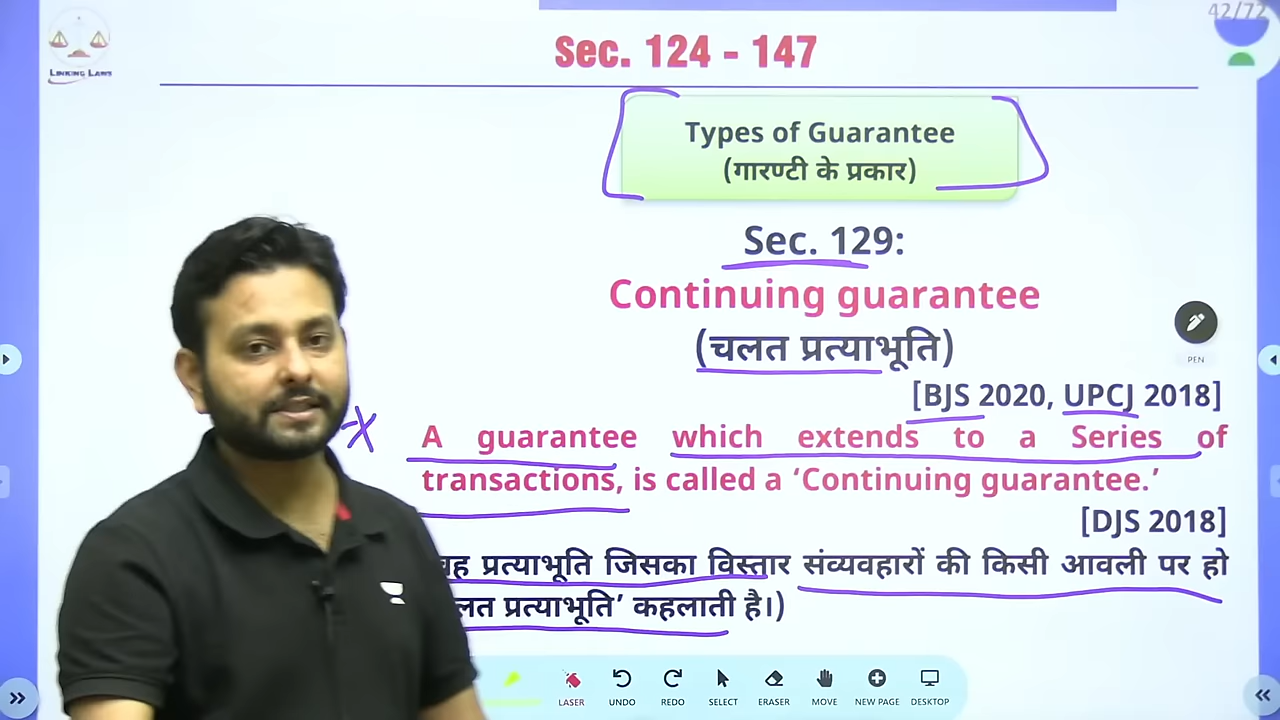 42/72
LINKING LAWS
Sec. 124 - 147
Types of Guarantee
(गारण्टी के प्रकार)
Sec. 129:
Continuing guarantee
(चलत प्रत्याभूति)
PEN
[BJS 2020, UPCJ 2018]
A guarantee which extends to a Series of
transactions, is called a ‘Continuing guarantee.’
[DJS 2018]
प्रत्याभूति जिसका विस्तार संव्यवहारों की किसी आवली पर हो
प्रत्याभूति’ कहलाती है।)
LASER UNDO REDO SELECT ERASER MOVE NEW PAGE DESKTOP